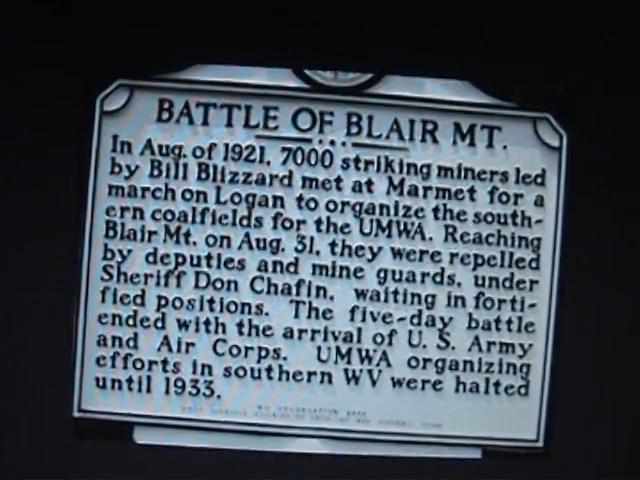 BATTLE OF BLAIR MT.
In Aug. of 1921, 7000 striking miners led
by Bill Blizzard met at Marmet for a
march on Logan to organize the south-
ern coalfields for the UMWA. Reaching
Blair Mt. on Aug. 31, they were repelled
by deputies and mine guards, under
Sheriff Don Chafin, waiting in forti-
fied positions. The five-day battle
ended with the arrival of U. S. Army
and Air Corps. UMWA organizing
efforts in southern WV were halted
until 1933.